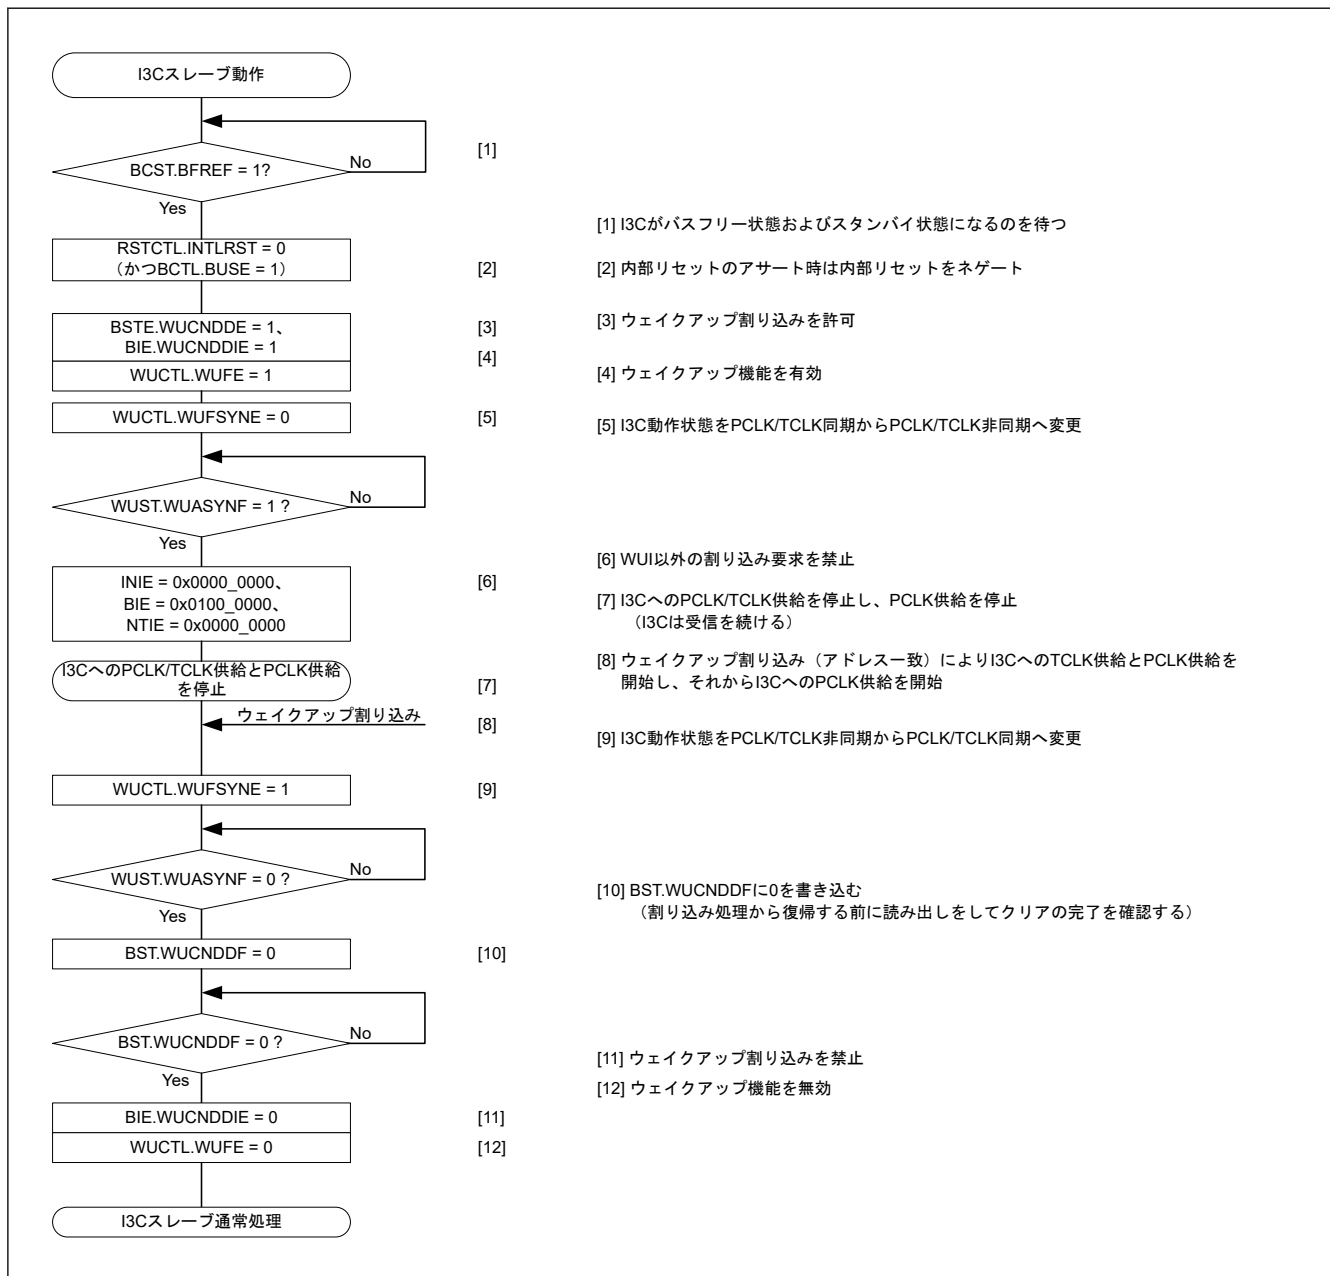 I3Cスレーブ動作
BCST.BFREF = 1?
No
[1]
Yes
[1] I3Cがバスフリー状態およびスタンバイ状態になるのを待つ
RSTCTL.INTLRST = 0
（かつBCTL.BUSE = 1）
[2]
[2] 内部リセットのアサート時は内部リセットをネゲート
BSTE.WUCNDDE = 1、
BIE.WUCNDDIE = 1
[3]
[3] ウェイクアップ割り込みを許可
WUCTL.WUFE = 1
[4]
[4] ウェイクアップ機能を有効
WUCTL.WUFSYNE = 0
[5]
[5] I3C動作状態をPCLK/TCLK同期からPCLK/TCLK非同期へ変更
WUST.WUASYNF = 1 ?
No
Yes
[6] WUI以外の割り込み要求を禁止
INIE = 0x0000_0000、
BIE = 0x0100_0000、
NTIE = 0x0000_0000
[6]
[7] I3CへのPCLK/TCLK供給を停止し、PCLK供給を停止
（I3Cは受信を続ける）
I3CへのPCLK/TCLK供給とPCLK供給
を停止
[7]
[8] ウェイクアップ割り込み（アドレス一致）によりI3CへのTCLK供給とPCLK供給を
開始し、それからI3CへのPCLK供給を開始
ウェイクアップ割り込み
[8]
[9] I3C動作状態をPCLK/TCLK非同期からPCLK/TCLK同期へ変更
WUCTL.WUFSYNE = 1
[9]
WUST.WUASYNF = 0 ?
No
Yes
[10] BST.WUCNDDFに0を書き込む
（割り込み処理から復帰する前に読み出しをしてクリアの完了を確認する）
BST.WUCNDDF = 0
[10]
BST.WUCNDDF = 0 ?
No
Yes
[11] ウェイクアップ割り込みを禁止
[12] ウェイクアップ機能を無効
BIE.WUCNDDIE = 0
[11]
WUCTL.WUFE = 0
[12]
I3Cスレーブ通常処理